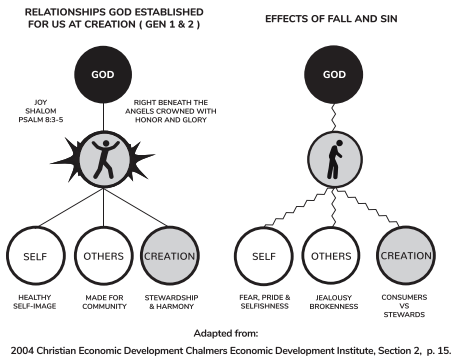 RELATIONSHIPS GOD ESTABLISHED
FOR US AT CREATION ( GEN 1 & 2 )
GOD
JOY
SHALOM
PSALM 8:3-5
RIGHT BENEATH THE
ANGELS CROWNED WITH
HONOR AND GLORY
SELF
OTHERS
CREATION
HEALTHY
SELF-IMAGE
MADE FOR
COMMUNITY
STEWARDSHIP
& HARMONY
EFFECTS OF FALL AND SIN
GOD
SELF
OTHERS
CREATION
FEAR, PRIDE &
SELFISHNESS
JEALOUSY
BROKENNESS
CONSUMERS
VS
STEWARDS
Adapted from:
2004 Christian Economic Development Chalmers Economic Development Institute, Section 2, p. 15.